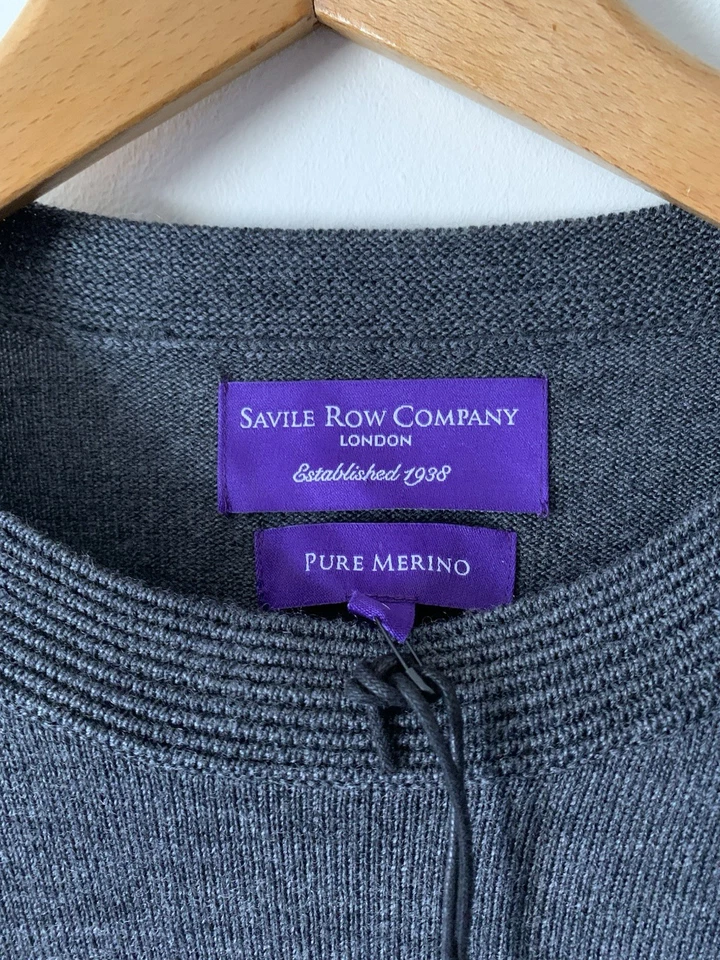 SAVILE ROW COMPANY
LONDON
Established 1938
PURE MERINO